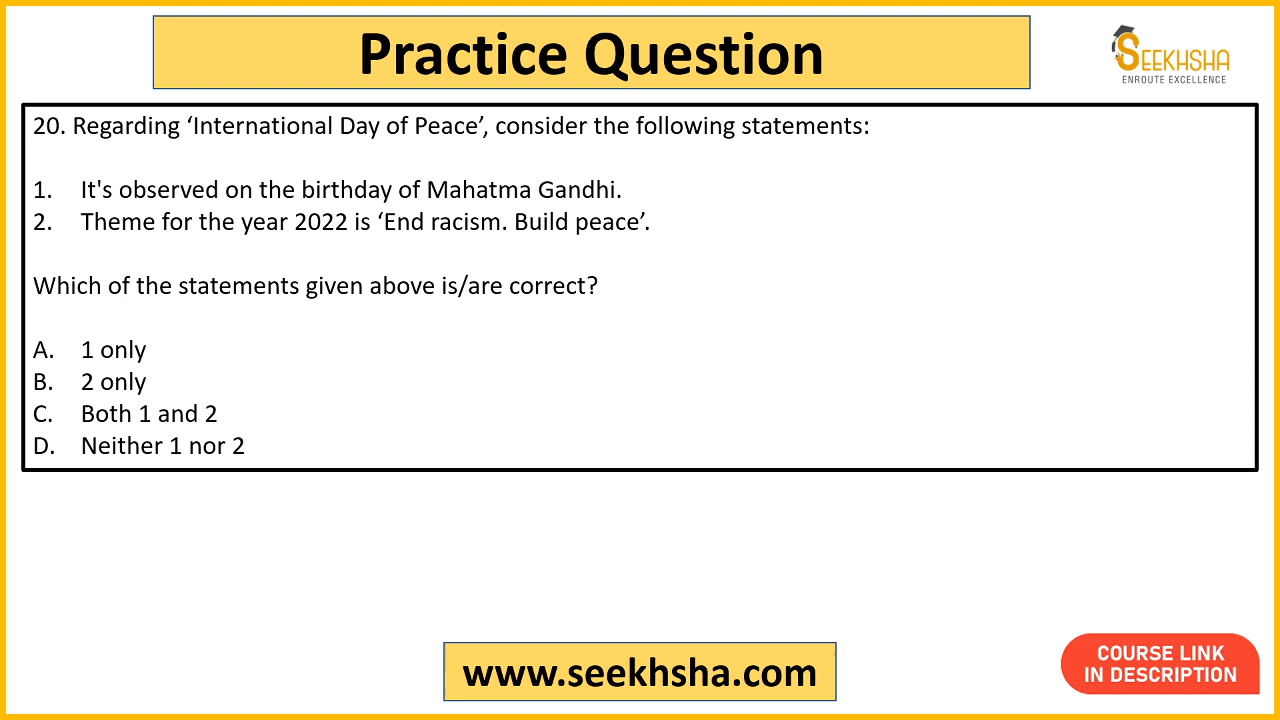 Practice Question
SEEKHSHA
ENROUTE EXCELLENCE
20. Regarding ‘International Day of Peace’, consider the following statements:
1. It's observed on the birthday of Mahatma Gandhi.
2. Theme for the year 2022 is ‘End racism. Build peace’.
Which of the statements given above is/are correct?
A. 1 only
B. 2 only
C. Both 1 and 2
D. Neither 1 nor 2
www.seekhsha.com
COURSE LINK
IN DESCRIPTION